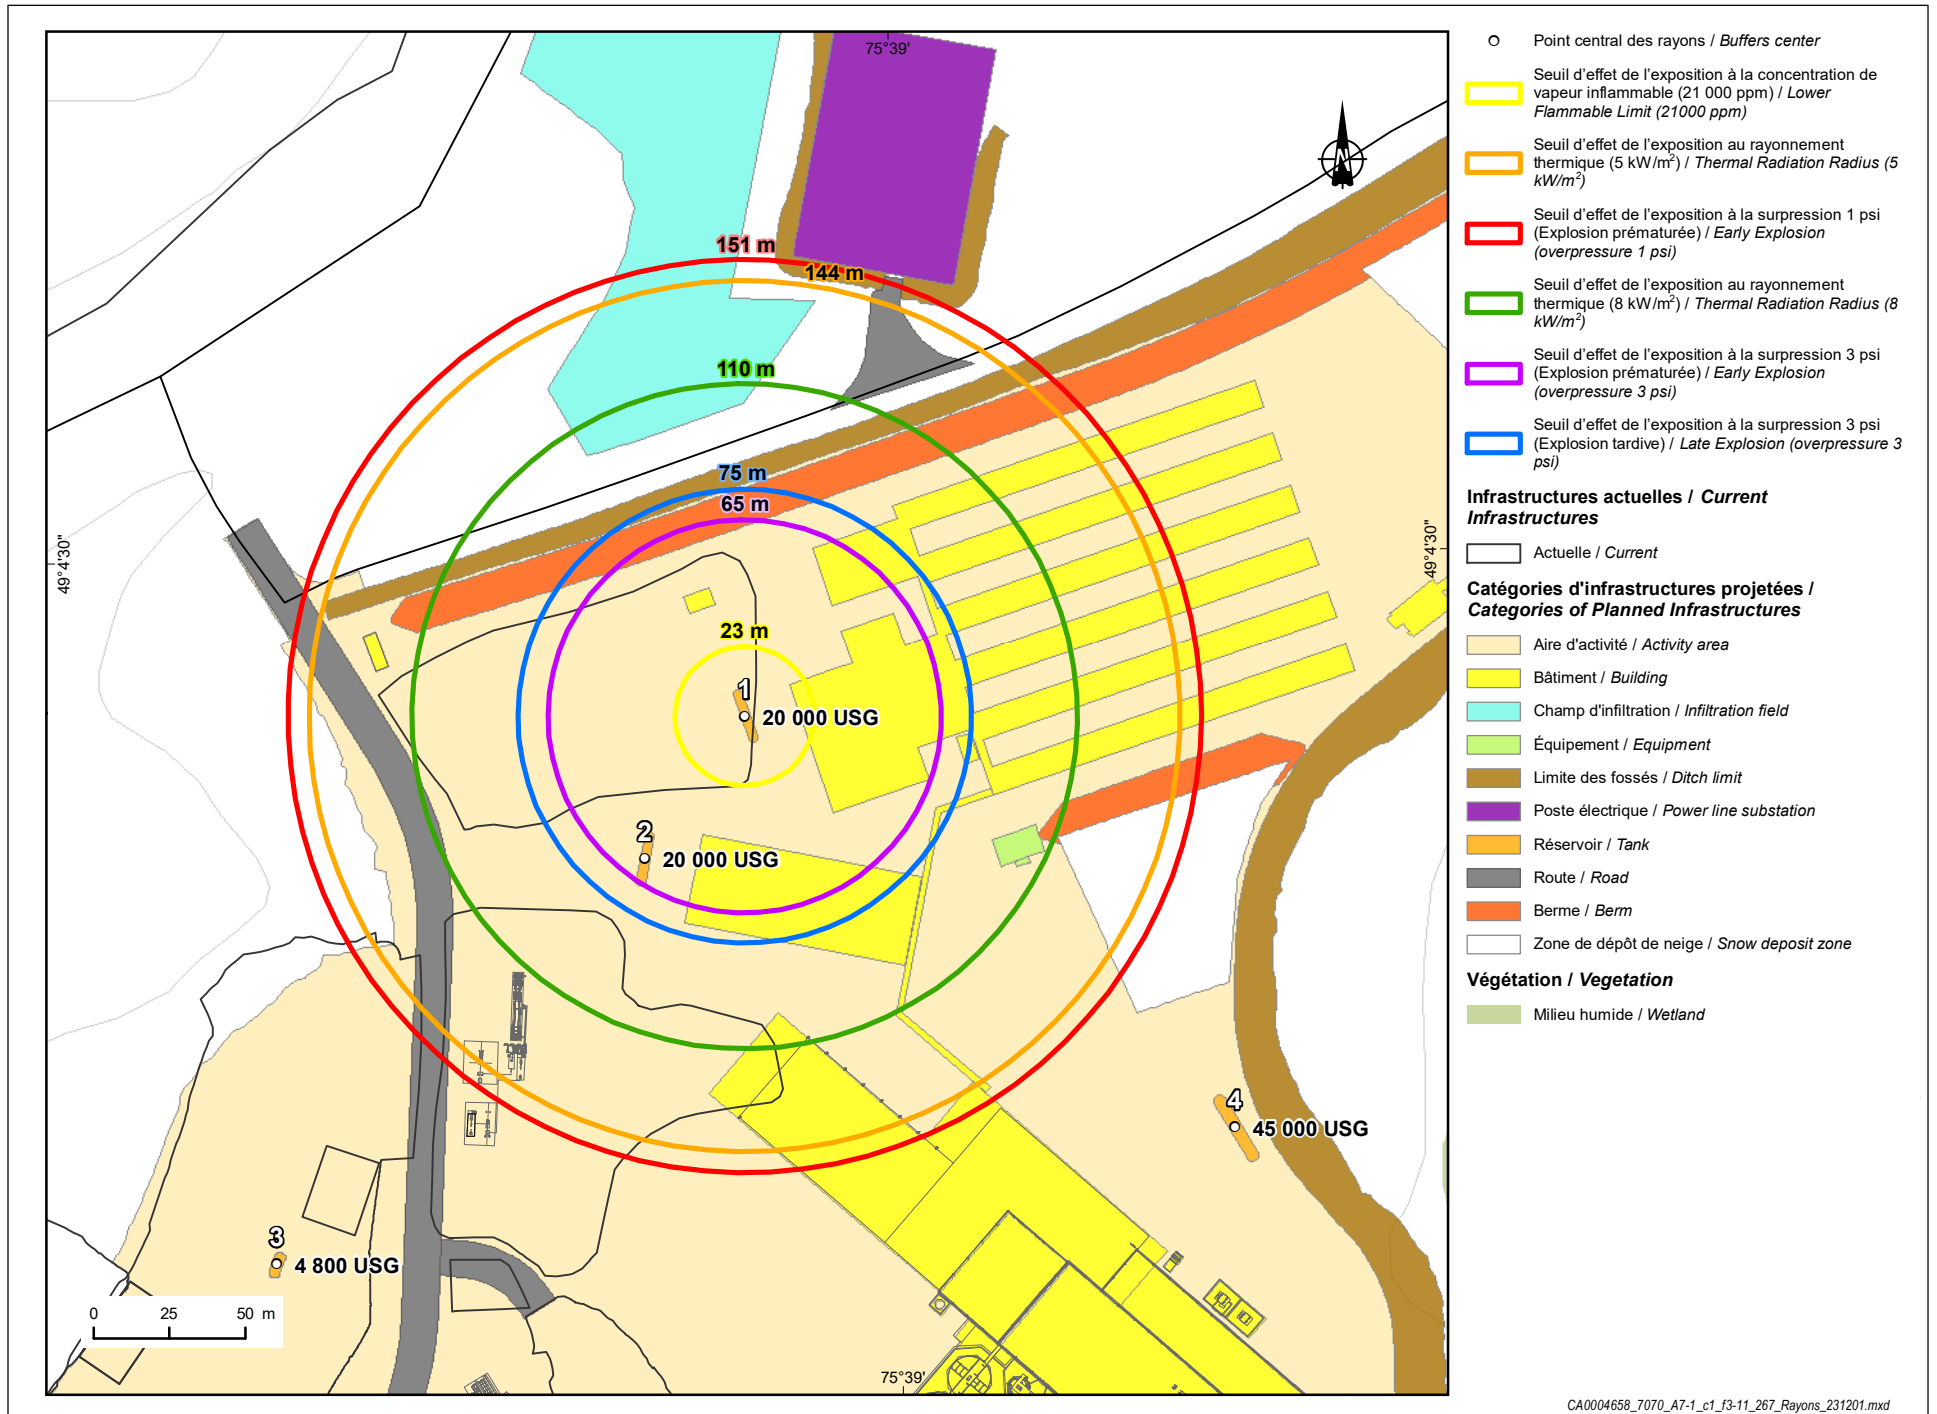 75°39'
151 m
144 m
110 m
75 m
65 m
23 m
49°4'30"
49°4'30"
1
20 000 USG
2
20 000 USG
4
45 000 USG
3
4 800 USG
0 25 50 m
75°39'
Point central des rayons / Buffers center
Seuil d'effet de l'exposition à la concentration de
vapeur inflammable (21 000 ppm) / Lower
Flammable Limit (21000 ppm)
Seuil d'effet de l'exposition au rayonnement
thermique (5 kW/m²) / Thermal Radiation Radius (5
kW/m²)
Seuil d'effet de l'exposition à la surpression 1 psi
(Explosion prématurée) / Early Explosion
(overpressure 1 psi)
Seuil d'effet de l'exposition au rayonnement
thermique (8 kW/m²) / Thermal Radiation Radius (8
kW/m²)
Seuil d'effet de l'exposition à la surpression 3 psi
(Explosion prématurée) / Early Explosion
(overpressure 3 psi)
Seuil d'effet de l'exposition à la surpression 3 psi
(Explosion tardive) / Late Explosion (overpressure 3
psi)
Infrastructures actuelles / Current
Infrastructures
Actuelle / Current
Catégories d'infrastructures projetées /
Categories of Planned Infrastructures
Aire d'activité / Activity area
Bâtiment / Building
Champ d'infiltration / Infiltration field
Équipement / Equipment
Limite des fossés / Ditch limit
Poste électrique / Power line substation
Réservoir / Tank
Route / Road
Berme / Berm
Zone de dépôt de neige / Snow deposit zone
Végétation / Vegetation
Milieu humide / Wetland
N
CA0004658_7070_A7-1_c1_f3-11_267_Rayons_231201.mxd